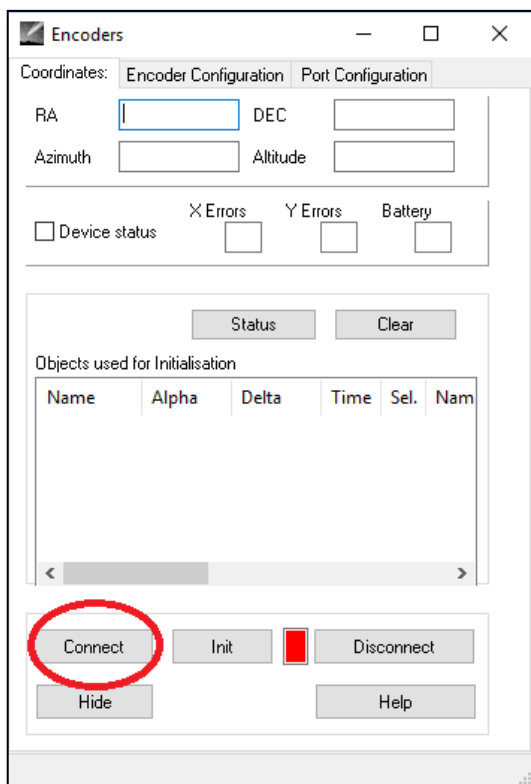 Encoders
Coordinates: Encoder Configuration Port Configuration
RA DEC
Azimuth Altitude
X Errors Y Errors Battery
Device status
Status Clear
Objects used for Initialisation
Name Alpha Delta Time Sel. Nam
Connect Init Disconnect
Hide Help